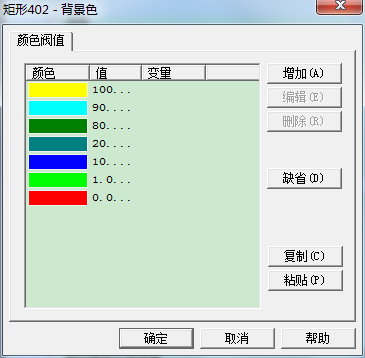 矩形402 - 背景色
颜色阀值
颜色 值 变量
增加(A)
100...
编辑(E)
90...
删除(R)
80...
20...
10...
缺省(D)
1.0...
0.0...
复制(C)
粘贴(P)
确定 取消 帮助